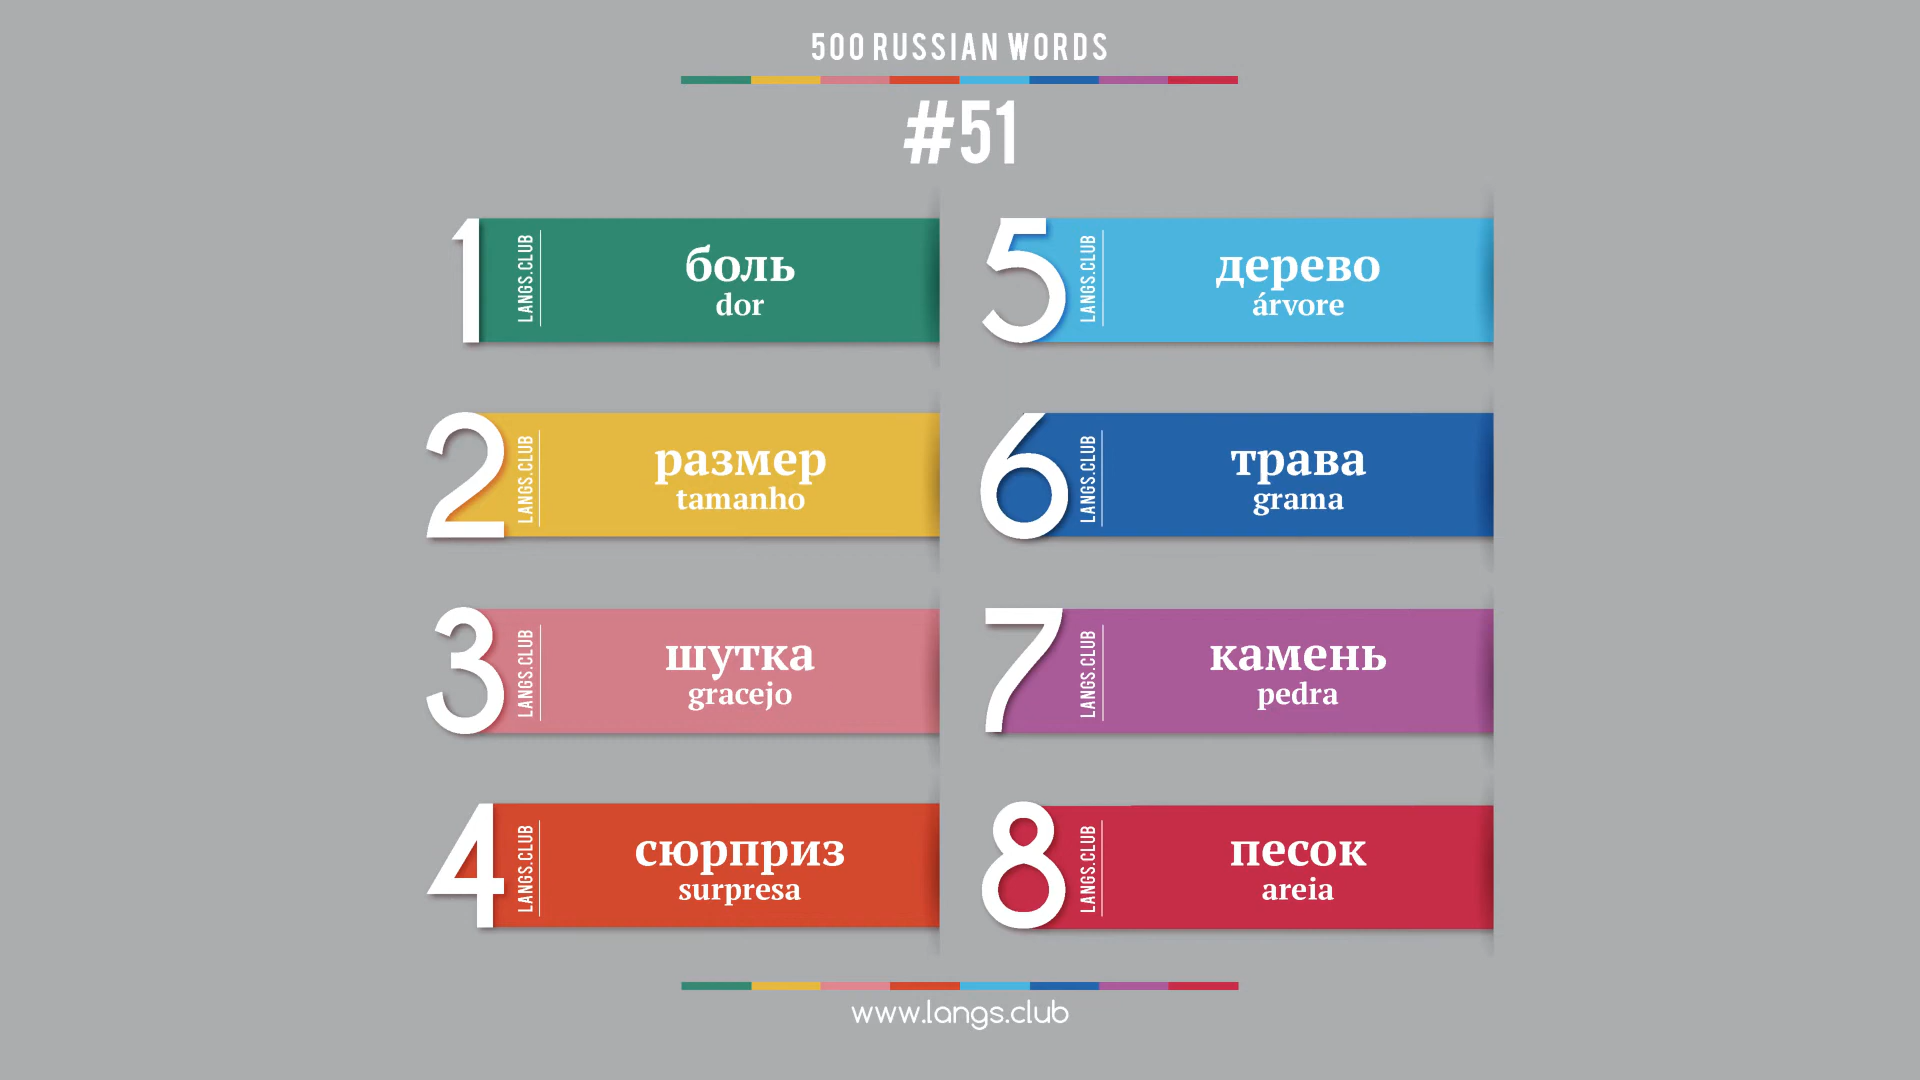 500 RUSSIAN WORDS
#51
1
LANGS.CLUB
боль
dor
2
LANGS.CLUB
размер
tamanho
3
LANGS.CLUB
шутка
gracejo
4
LANGS.CLUB
сюрприз
surpresa
5
LANGS.CLUB
дерево
árvore
6
LANGS.CLUB
трава
grama
7
LANGS.CLUB
камень
pedra
8
LANGS.CLUB
песок
areia
www.langs.club